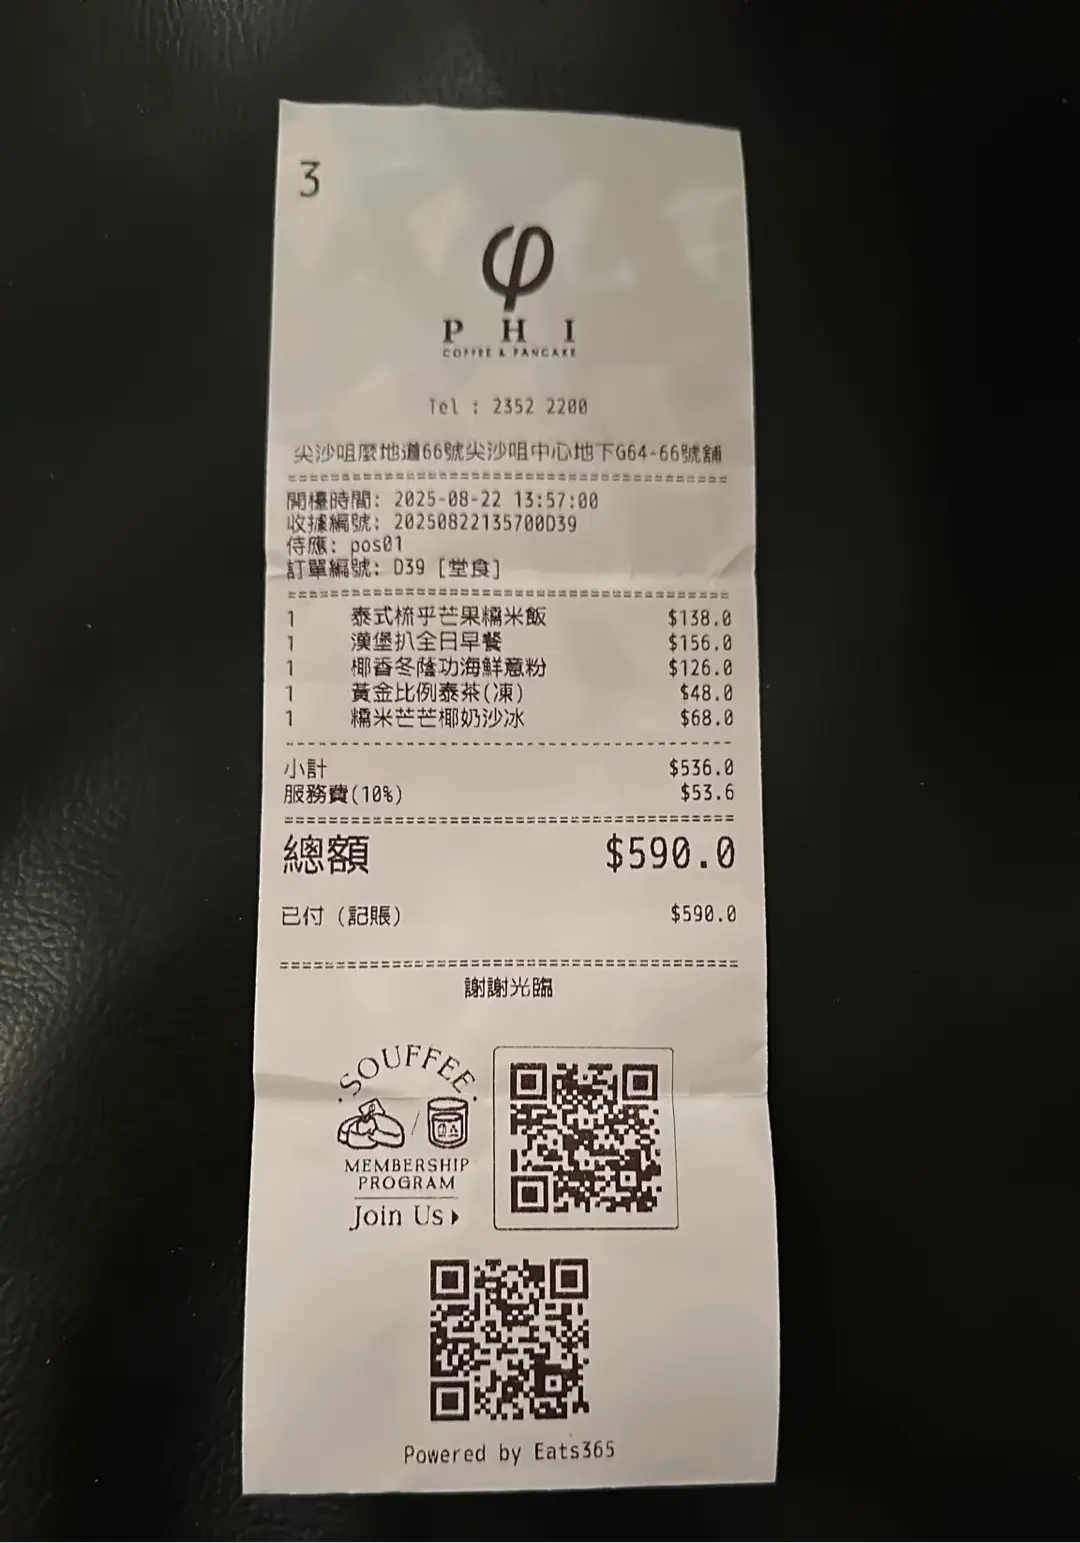 3
φ
PHI
COFFEE & PANCAKE
Tel : 2352 2200
尖沙咀麼地道66號尖沙咀中心地下G64-66號舖
開檯時間: 2025-08-22 13:57:00
收據編號: 20250822135700D39
侍應: pos01
訂單編號: D39 [堂食]
1 泰式梳乎芒果糯米飯 $138.0
1 漢堡扒全日早餐 $156.0
1 椰香冬蔭功海鮮意粉 $126.0
1 黃金比例泰茶(凍) $48.0
1 糯米芒芒椰奶沙冰 $68.0
小計 $536.0
服務費(10%) $53.6
總額 $590.0
已付 (記賬) $590.0
謝謝光臨
·SOUFFEE·
MEMBERSHIP
PROGRAM
Join Us
Powered by Eats365